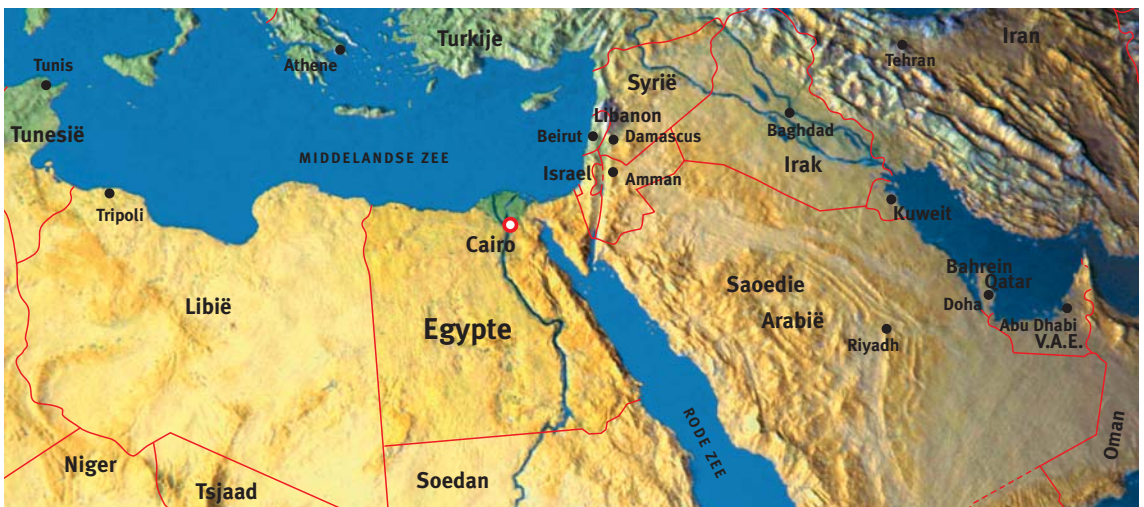 Turkije
Iran
Athene
Tehran
Tunis
Syrië
Tunesië
Libanon
Baghdad
Beirut
Damascus
MIDDELANDSE ZEE
Irak
Israel
Amman
Tripoli
Kuweit
Cairo
Bahrein
Qatar
Saoedie
Arabië
Doha
Libië
Egypte
Abu Dhabi
V.A.E.
Riyadh
RODE ZEE
Oman
Niger
Tsjaad
Soedan